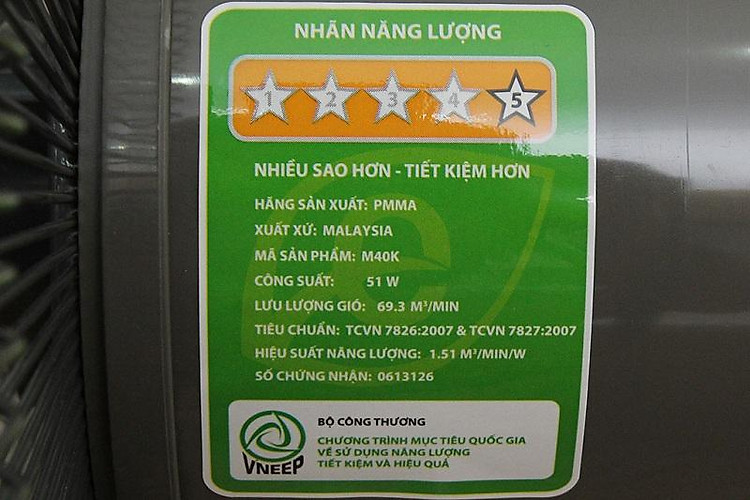 NHÃN NĂNG LƯỢNG
1 2 3 4 5
NHIỀU SAO HƠN - TIẾT KIỆM HƠN
HÃNG SẢN XUẤT: PMMA
XUẤT XỨ: MALAYSIA
MÃ SẢN PHẨM: M40K
CÔNG SUẤT: 51 W
LƯU LƯỢNG GIÓ: 69.3 M³/MIN
TIÊU CHUẨN: TCVN 7826:2007 & TCVN 7827:2007
HIỆU SUẤT NĂNG LƯỢNG: 1.51 M³/MIN/W
SỐ CHỨNG NHẬN: 0613126
BỘ CÔNG THƯƠNG
CHƯƠNG TRÌNH MỤC TIÊU QUỐC GIA
VỀ SỬ DỤNG NĂNG LƯỢNG
TIẾT KIỆM VÀ HIỆU QUẢ
VNEEP